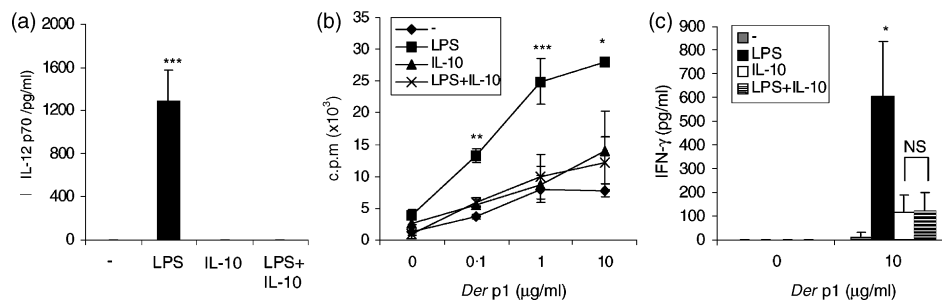 (a)
2000
1600
1200
800
400
0
IL-12 p70 /pg/ml)
***
-
LPS
IL-10
LPS+
IL-10
(b)
35
30
25
20
15
10
5
0
c.p.m (x10³)
-
LPS
IL-10
LPS+IL-10
**
***
*
0
0·1
1
10
Der p1 (μg/ml)
(c)
900
800
700
600
500
400
300
200
100
0
IFN-γ (pg/ml)
-
LPS
IL-10
LPS+IL-10
*
NS
0
10
Der p1 (μg/ml)